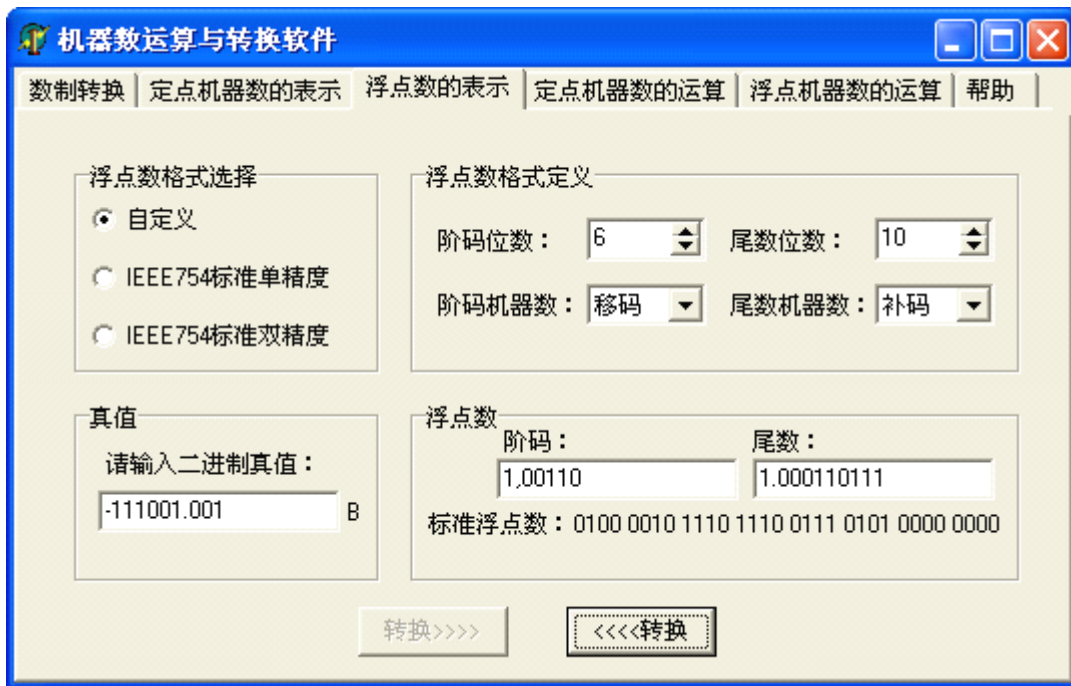 机器数运算与转换软件
数制转换 定点机器数的表示 浮点数的表示 定点机器数的运算 浮点机器数的运算 帮助
浮点数格式选择
自定义
IEEE754标准单精度
IEEE754标准双精度
浮点数格式定义
阶码位数： 6 尾数位数： 10
阶码机器数： 移码 尾数机器数： 补码
真值
请输入二进制真值：
-111001.001 B
浮点数
阶码： 尾数：
1,00110 1.000110111
标准浮点数：0100 0010 1110 1110 0111 0101 0000 0000
转换>>>> <<<<转换